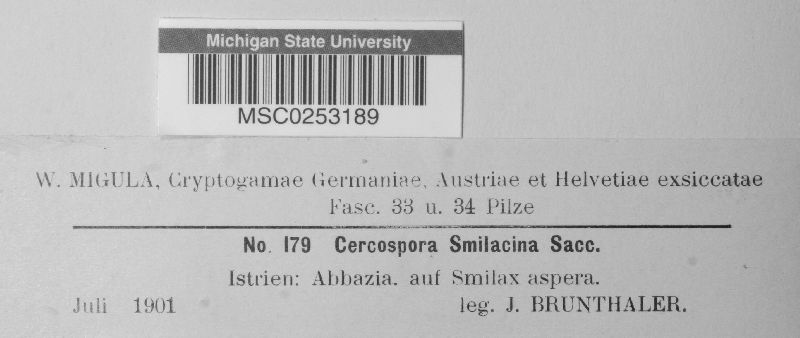 Michigan State University
MSC0253189
W. MIGULA, Cryptogamae Germaniae, Austriae et Helvetiae exsiccatae
Fasc. 33 u. 34 Pilze
No. 179 Cercospora Smilacina Sacc.
Istrien: Abbazia. auf Smilax aspera.
Juli 1901 leg. J. BRUNTHALER.